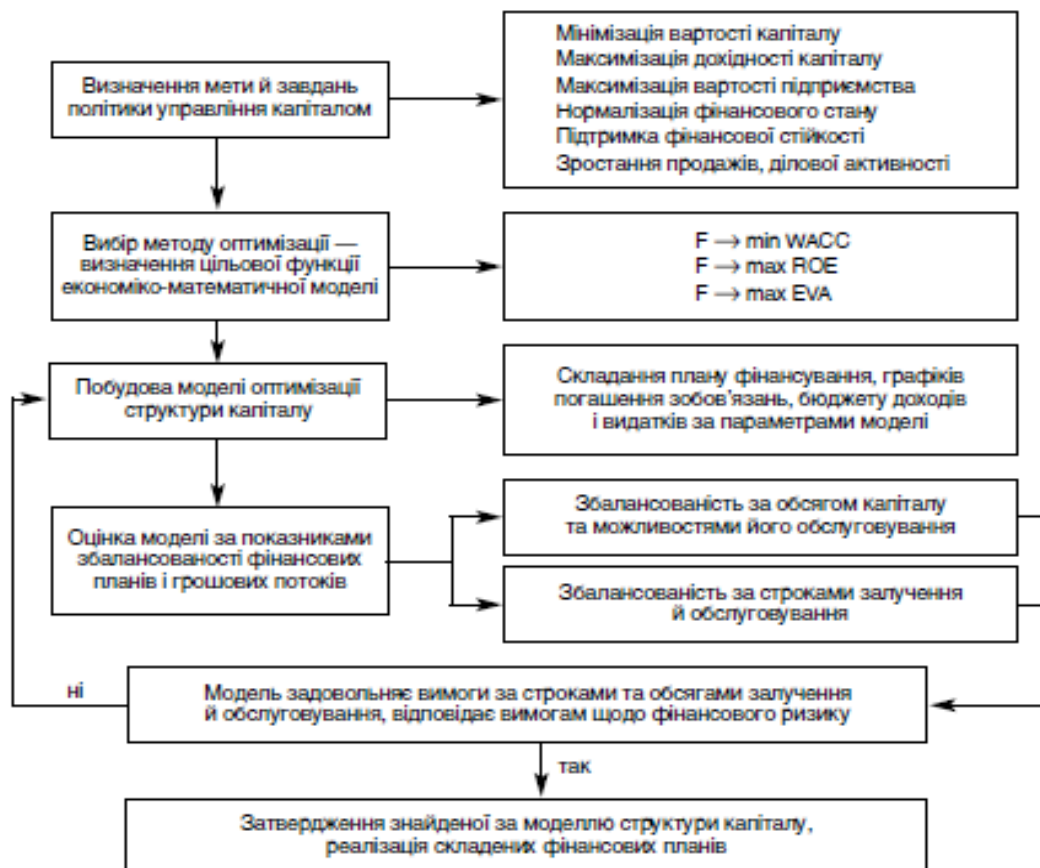 Визначення мети й завдань
політики управління капіталом
Мінімізація вартості капіталу
Максимізація дохідності капіталу
Максимізація вартості підприємства
Нормалізація фінансового стану
Підтримка фінансової стійкості
Зростання продажів, ділової активності
Вибір методу оптимізації —
визначення цільової функції
економіко-математичної моделі
F → min WACC
F → max ROE
F → max EVA
Побудова моделі оптимізації
структури капіталу
Складання плану фінансування, графіків
погашення зобов’язань, бюджету доходів
і видатків за параметрами моделі
Оцінка моделі за показниками
збалансованості фінансових
планів і грошових потоків
Збалансованість за обсягом капіталу
та можливостями його обслуговування
Збалансованість за строками залучення
й обслуговування
ні
Модель задовольняє вимоги за строками та обсягами залучення
й обслуговування, відповідає вимогам щодо фінансового ризику
так
Затвердження знайденої за моделлю структури капіталу,
реалізація складених фінансових планів